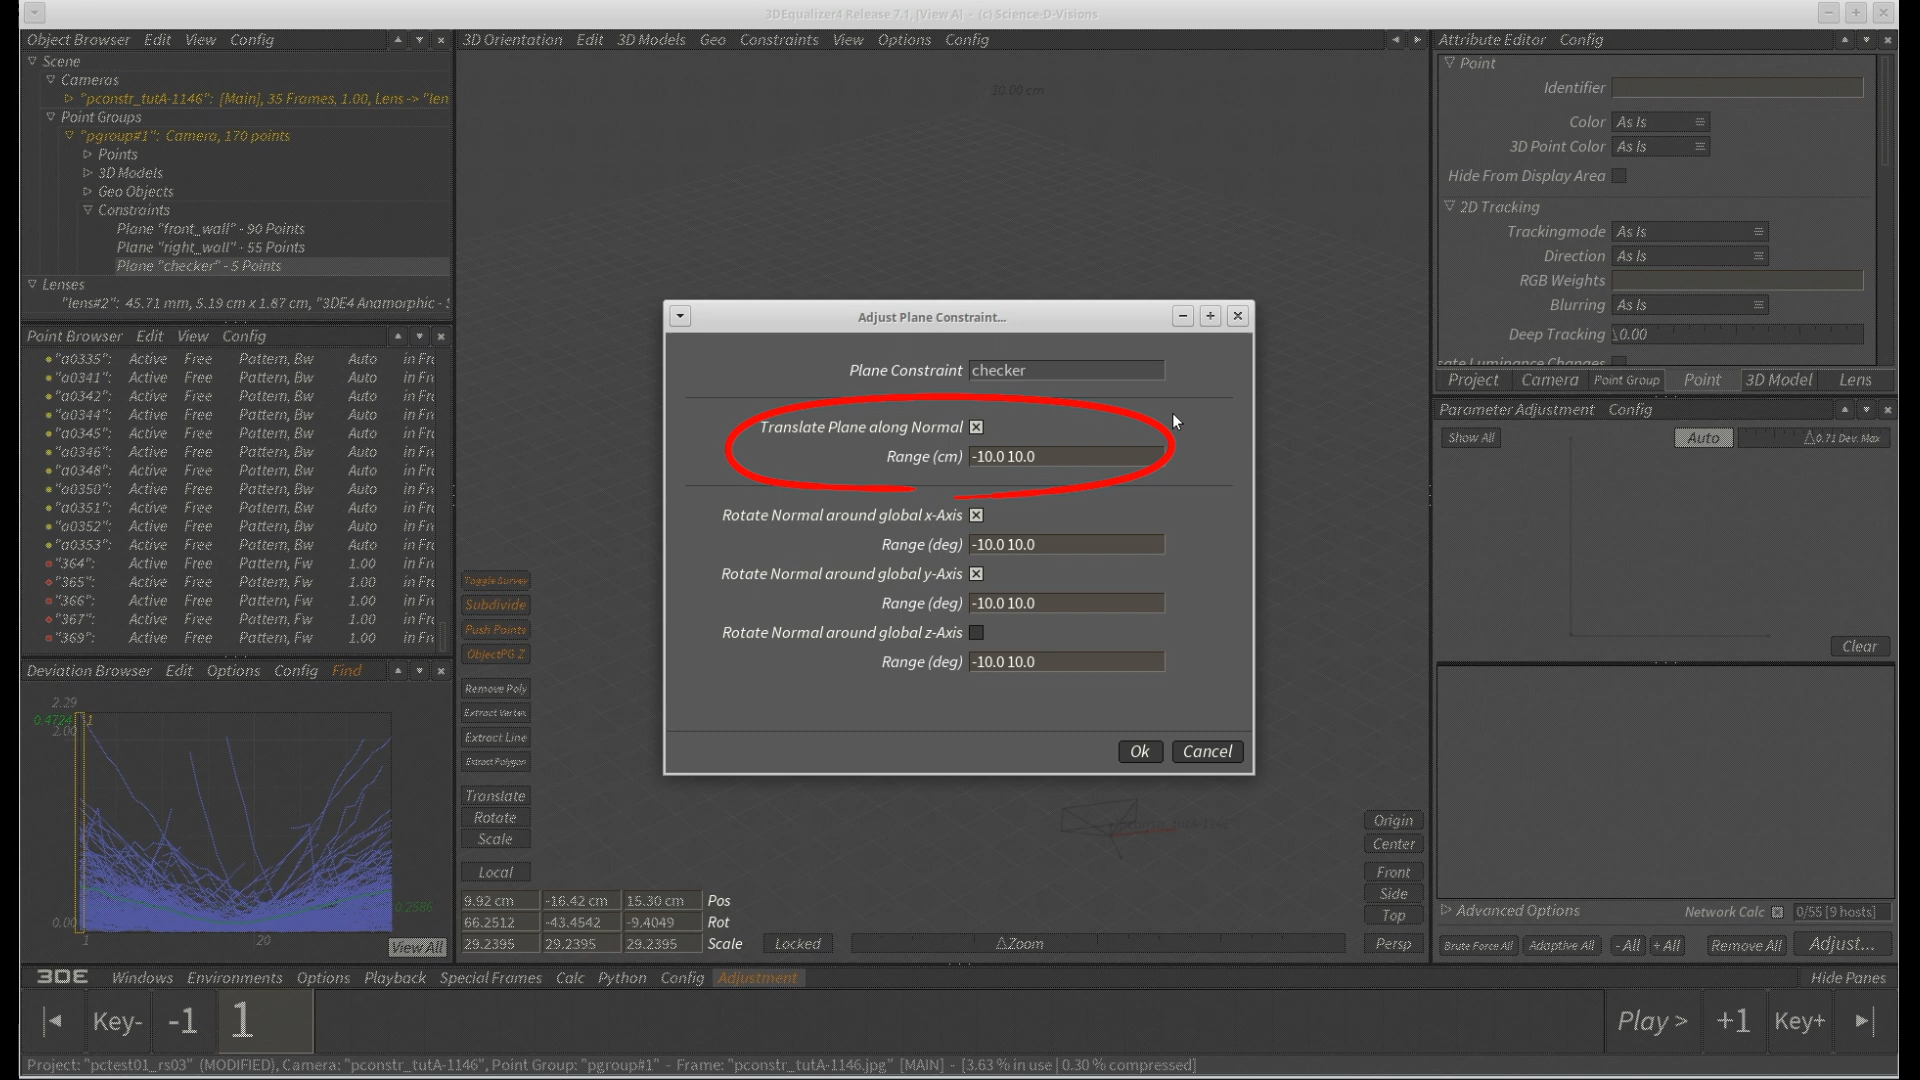 3DEqualizer4 Release 7.1, [View A] - (c) Science-D-Visions
Object Browser Edit View Config
Scene
Cameras
"pconstr_tutA-1146": [Main], 35 Frames, 1.00, Lens -> "len
Point Groups
"pgroup#1": Camera, 170 points
Points
3D Models
Geo Objects
Constraints
Plane "front_wall" - 90 Points
Plane "right_wall" - 55 Points
Plane "checker" - 5 Points
Lenses
"lens#2": 45.71 mm, 5.19 cm x 1.87 cm, "3DE4 Anamorphic -
Point Browser Edit View Config
"a0335": Active Free Pattern, Bw Auto in Fr
"a0341": Active Free Pattern, Bw Auto in Fr
"a0342": Active Free Pattern, Bw Auto in Fr
"a0344": Active Free Pattern, Bw Auto in Fr
"a0345": Active Free Pattern, Bw Auto in Fr
"a0346": Active Free Pattern, Bw Auto in Fr
"a0348": Active Free Pattern, Bw Auto in Fr
"a0350": Active Free Pattern, Bw Auto in Fr
"a0351": Active Free Pattern, Bw Auto in Fr
"a0352": Active Free Pattern, Bw Auto in Fr
"a0353": Active Free Pattern, Bw Auto in Fr
"364": Active Free Pattern, Fw 1.00 in Fr
"365": Active Free Pattern, Fw 1.00 in Fr
"366": Active Free Pattern, Fw 1.00 in Fr
"367": Active Free Pattern, Fw 1.00 in Fr
"369": Active Free Pattern, Fw 1.00 in Fr
Deviation Browser Edit Options Config Find
2.29
0.4724 1
2.00
0.2586
0.00
1 20
View All
3D Orientation Edit 3D Models Geo Constraints View Options Config
10.00 cm
Toggle Survey
Subdivide
Push Points
ObjectPG Z
Remove Poly
Extract Vertex
Extract Line
Extract Polygon
Translate
Rotate
Scale
Local
9.92 cm -16.42 cm 15.30 cm Pos
66.2512 -43.4542 -9.4049 Rot
29.2395 29.2395 29.2395 Scale Locked Zoom
Origin
Center
Front
Side
Top
Persp
Adjust Plane Constraint...
Plane Constraint checker
Translate Plane along Normal
Range (cm) -10.0 10.0
Rotate Normal around global x-Axis
Range (deg) -10.0 10.0
Rotate Normal around global y-Axis
Range (deg) -10.0 10.0
Rotate Normal around global z-Axis
Range (deg) -10.0 10.0
Ok Cancel
Attribute Editor Config
Point
Identifier
Color As Is
3D Point Color As Is
Hide From Display Area
2D Tracking
Trackingmode As Is
Direction As Is
RGB Weights
Blurring As Is
Deep Tracking 0.00
Luminance Changes
Project Camera Point Group Point 3D Model Lens
Parameter Adjustment Config
Show All Auto 0.71 Dev. Max
Clear
Advanced Options Network Calc 0/55 [9 hosts]
Brute Force All Adaptive All - All + All Remove All Adjust...
3DE Windows Environments Options Playback Special Frames Calc Python Config Adjustment Hide Panes
Key- -1 1 Play > +1 Key+
Project: "pctest01_rs03" (MODIFIED), Camera: "pconstr_tutA-1146", Point Group: "pgroup#1" - Frame: "pconstr_tutA-1146.jpg" [MAIN] - [3.63 % in use | 0.30 % compressed]